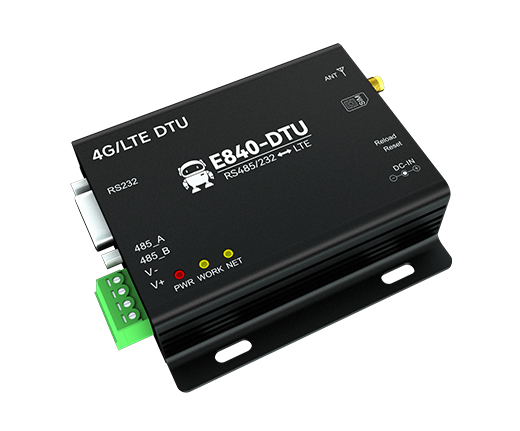 ANT
SIM
4G/LTE DTU
E840-DTU
RS485/232 ↔ LTE
Reload
Reset
DC-IN
RS232
485_A
485_B
V-
V+
PWR WORK NET